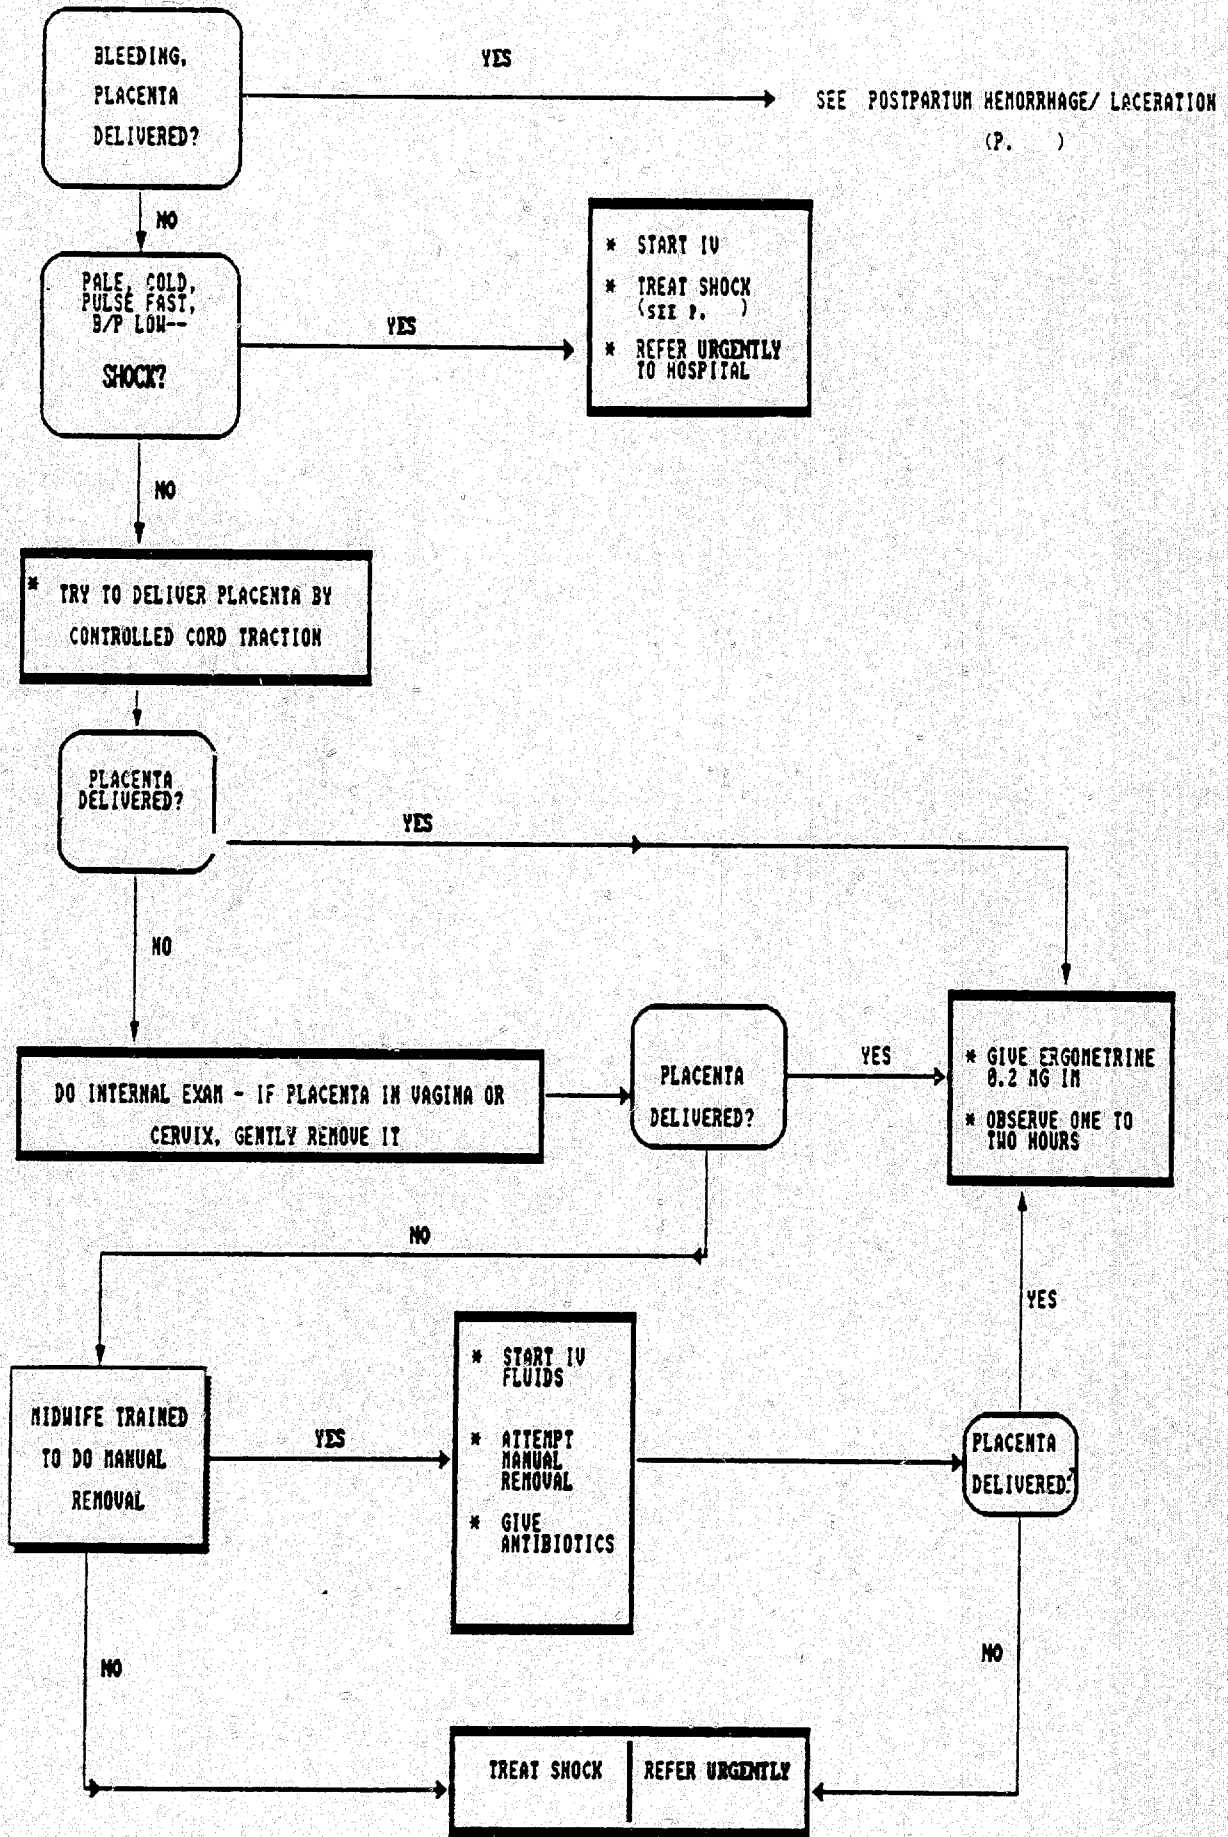 BLEEDING,
PLACENTA
DELIVERED?
YES
SEE POSTPARTUM HEMORRHAGE/ LACERATION
(P. )
NO
PALE, COLD,
PULSE FAST,
B/P LOW--
SHOCK?
YES
* START IV
* TREAT SHOCK
(SEE P. )
* REFER URGENTLY
TO HOSPITAL
NO
* TRY TO DELIVER PLACENTA BY
CONTROLLED CORD TRACTION
PLACENTA
DELIVERED?
YES
NO
DO INTERNAL EXAM - IF PLACENTA IN VAGINA OR
CERVIX, GENTLY REMOVE IT
PLACENTA
DELIVERED?
YES
* GIVE ERGOMETRINE
0.2 MG IM
* OBSERVE ONE TO
TWO HOURS
NO
YES
MIDWIFE TRAINED
TO DO MANUAL
REMOVAL
YES
* START IV
FLUIDS
* ATTEMPT
MANUAL
REMOVAL
* GIVE
ANTIBIOTICS
PLACENTA
DELIVERED?
NO
NO
TREAT SHOCK
REFER URGENTLY